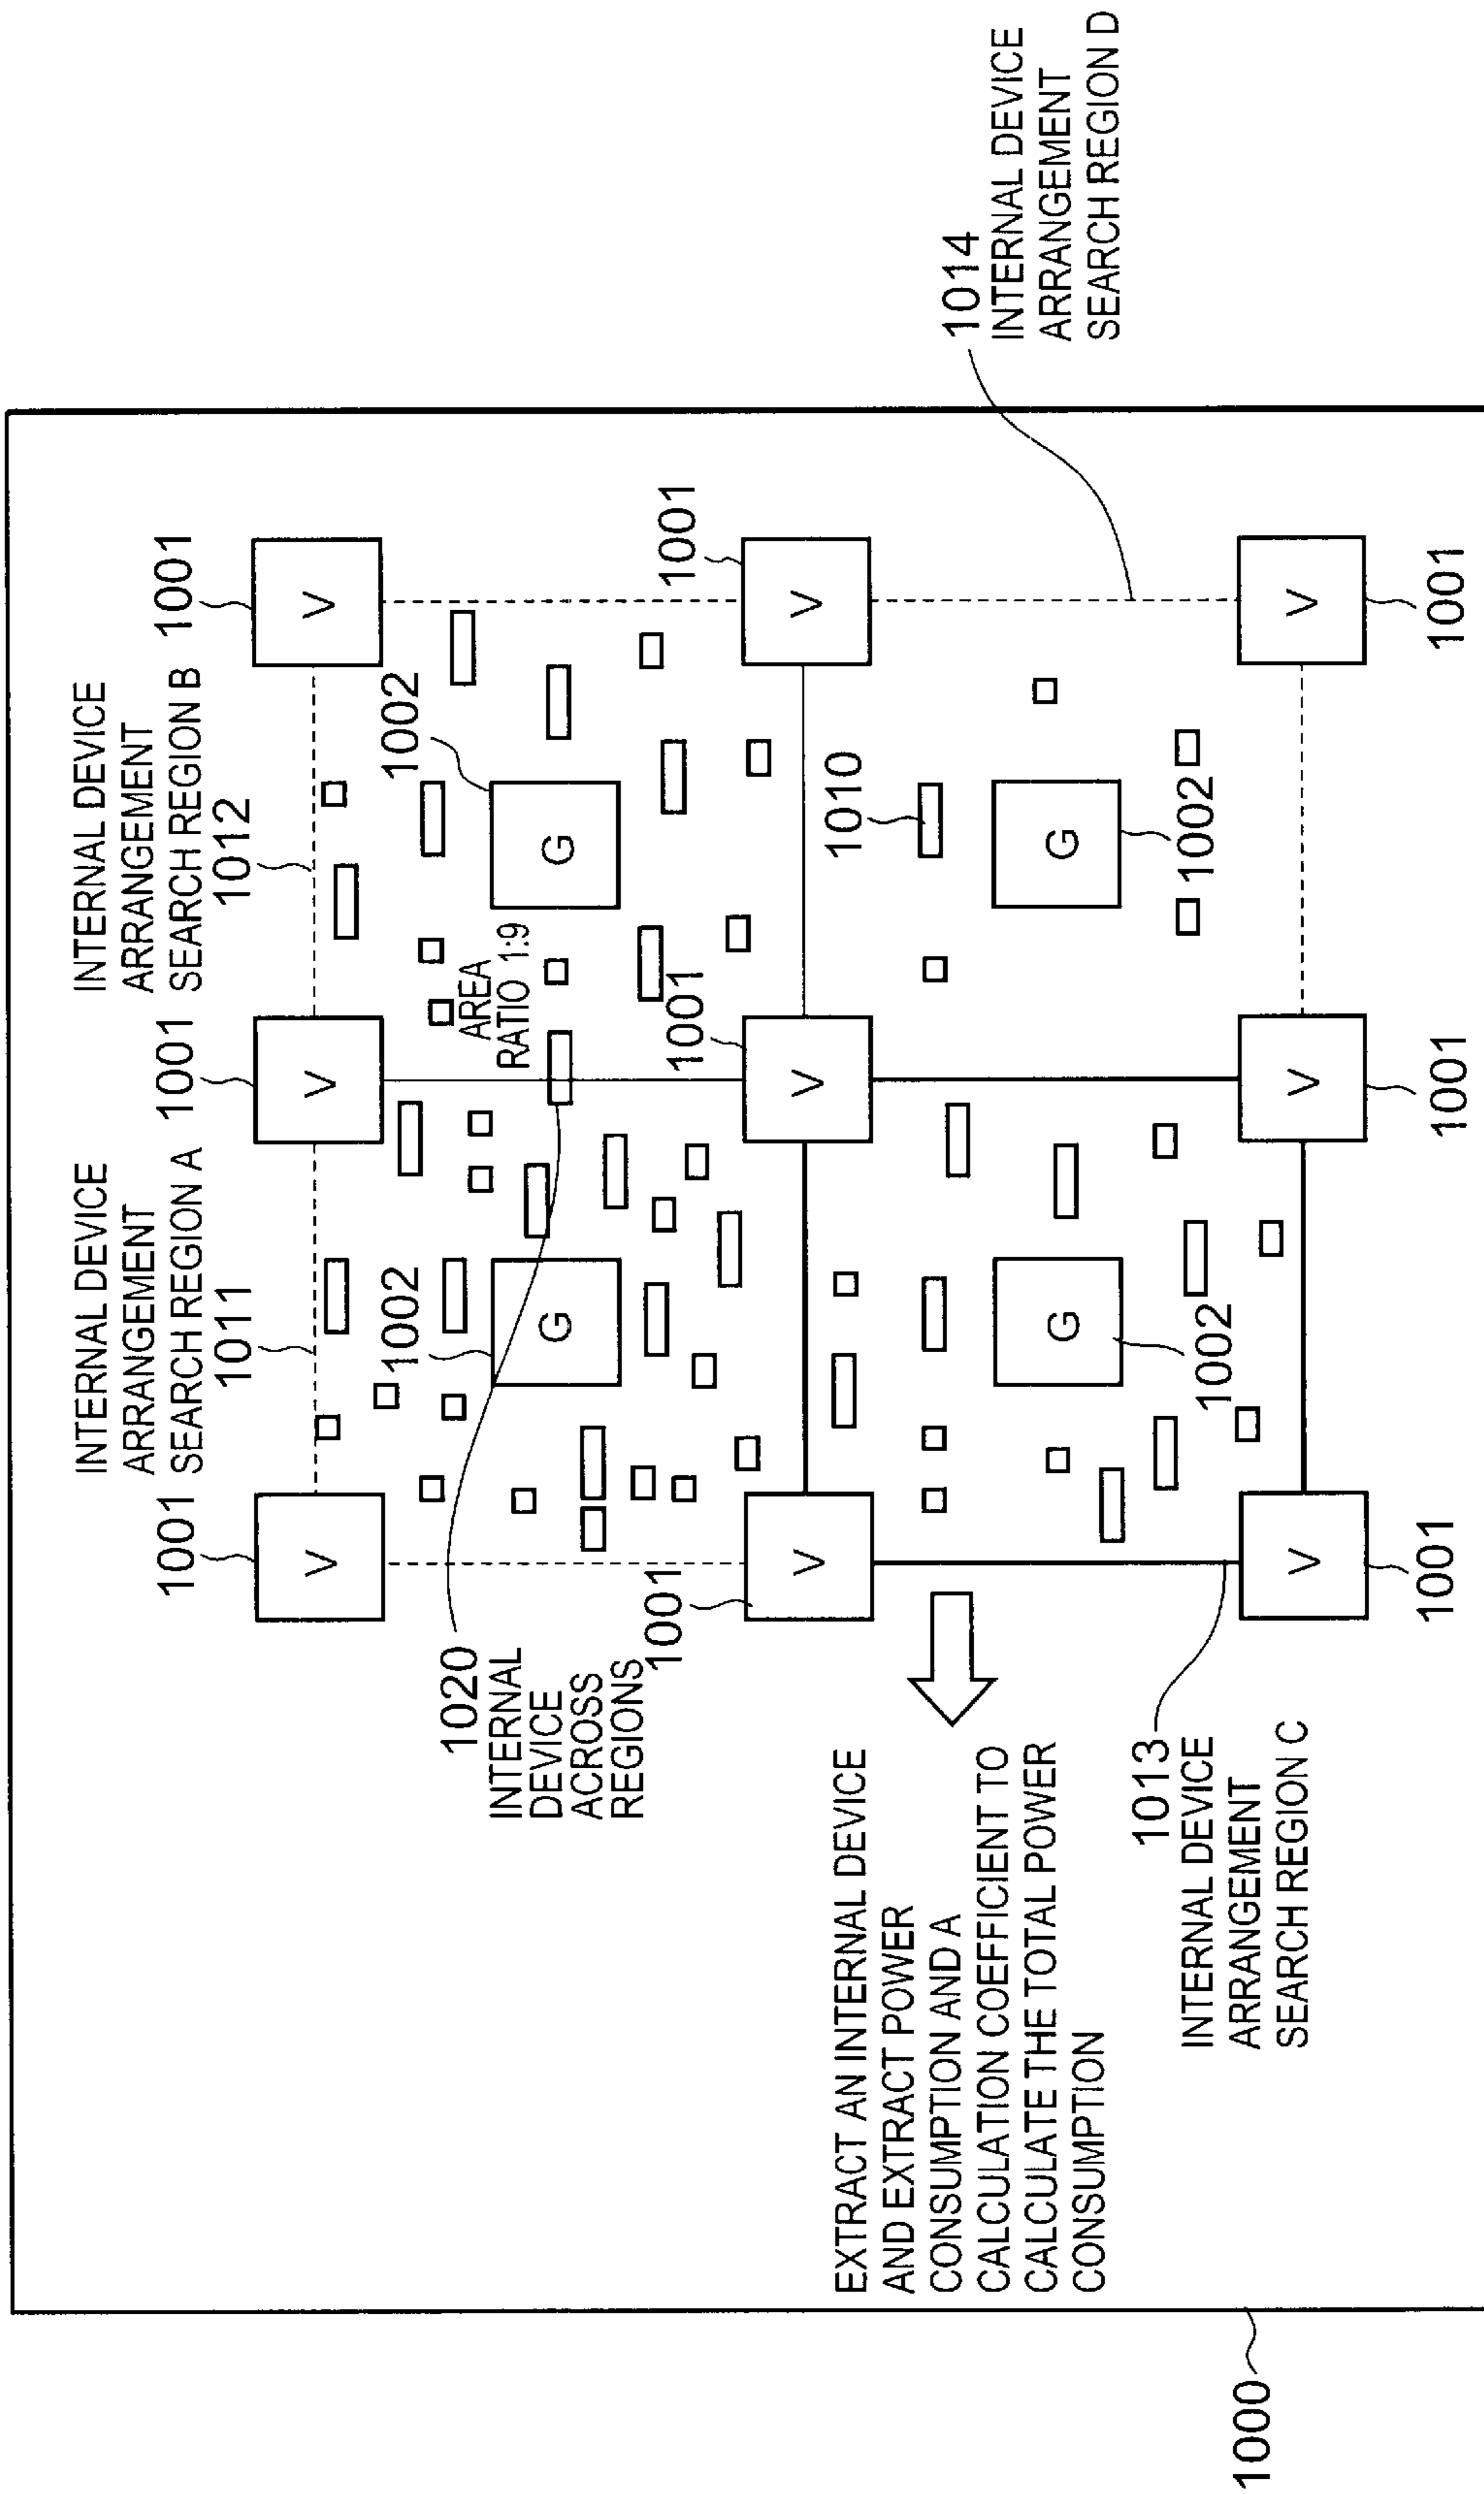 INTERNAL DEVICE
ARRANGEMENT
SEARCH REGION A
1011
INTERNAL DEVICE
ARRANGEMENT
SEARCH REGION B
1012
1001
1001
1001
V
V
V
1002
1002
AREA
RATIO 1:9
1020
INTERNAL
DEVICE
ACROSS
REGIONS
G
G
1001
1001
1001
V
V
V
1010
1014
INTERNAL DEVICE
ARRANGEMENT
SEARCH REGION D
EXTRACT AN INTERNAL DEVICE
AND EXTRACT POWER
CONSUMPTION AND A
CALCULATION COEFFICIENT TO
CALCULATE THE TOTAL POWER
CONSUMPTION
G
G
1002
1002
1013
INTERNAL DEVICE
ARRANGEMENT
SEARCH REGION C
V
V
V
1001
1001
1001
1000